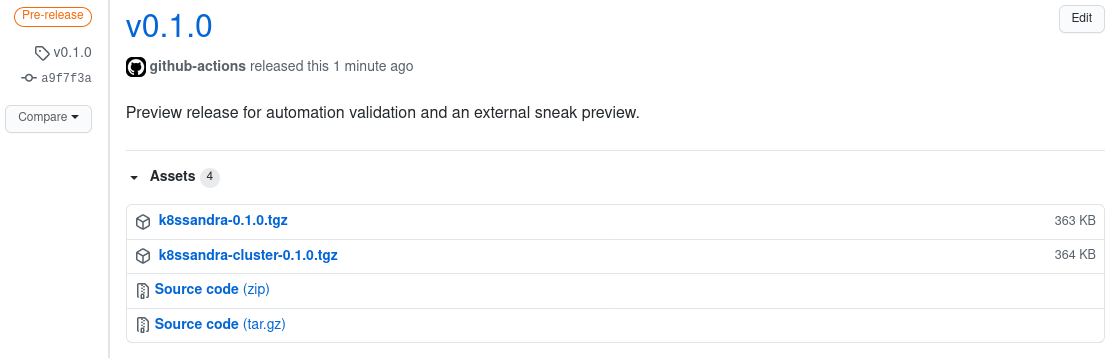 Pre-release
v0.1.0
a9f7f3a
Compare
v0.1.0
Edit
github-actions released this 1 minute ago
Preview release for automation validation and an external sneak preview.
Assets 4
k8ssandra-0.1.0.tgz 363 KB
k8ssandra-cluster-0.1.0.tgz 364 KB
Source code (zip)
Source code (tar.gz)